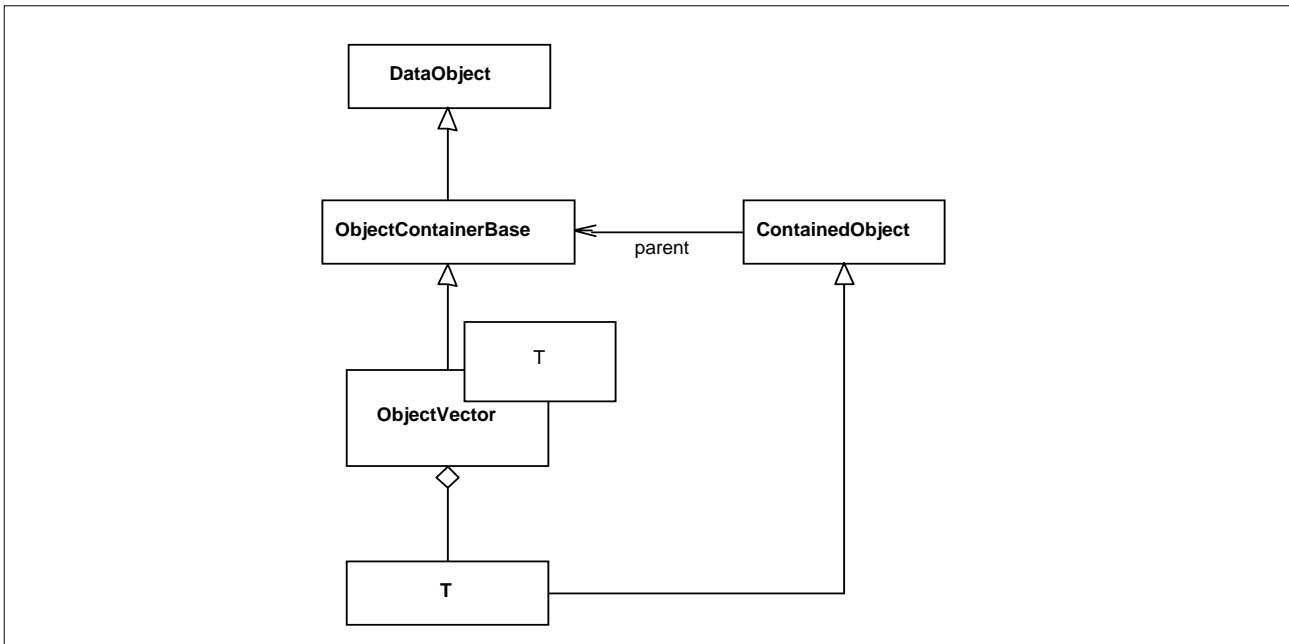 DataObject
ObjectContainerBase
ContainedObject
parent
T
ObjectVector
T